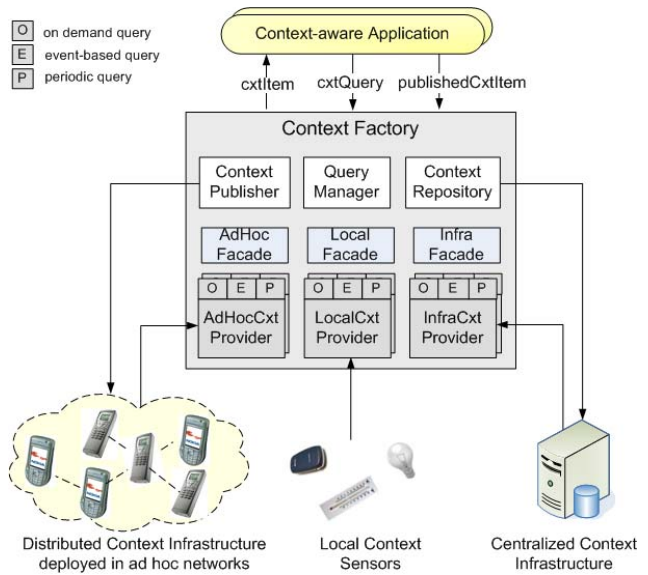 O on demand query
E event-based query
P periodic query
Context-aware Application
cxtItem
cxtQuery
publishedCxtItem
Context Factory
Context
Publisher
Query
Manager
Context
Repository
AdHoc
Facade
Local
Facade
Infra
Facade
O E P
O E P
O E P
AdHocCxt
Provider
LocalCxt
Provider
InfraCxt
Provider
Distributed Context Infrastructure
deployed in ad hoc networks
Local Context
Sensors
Centralized Context
Infrastructure